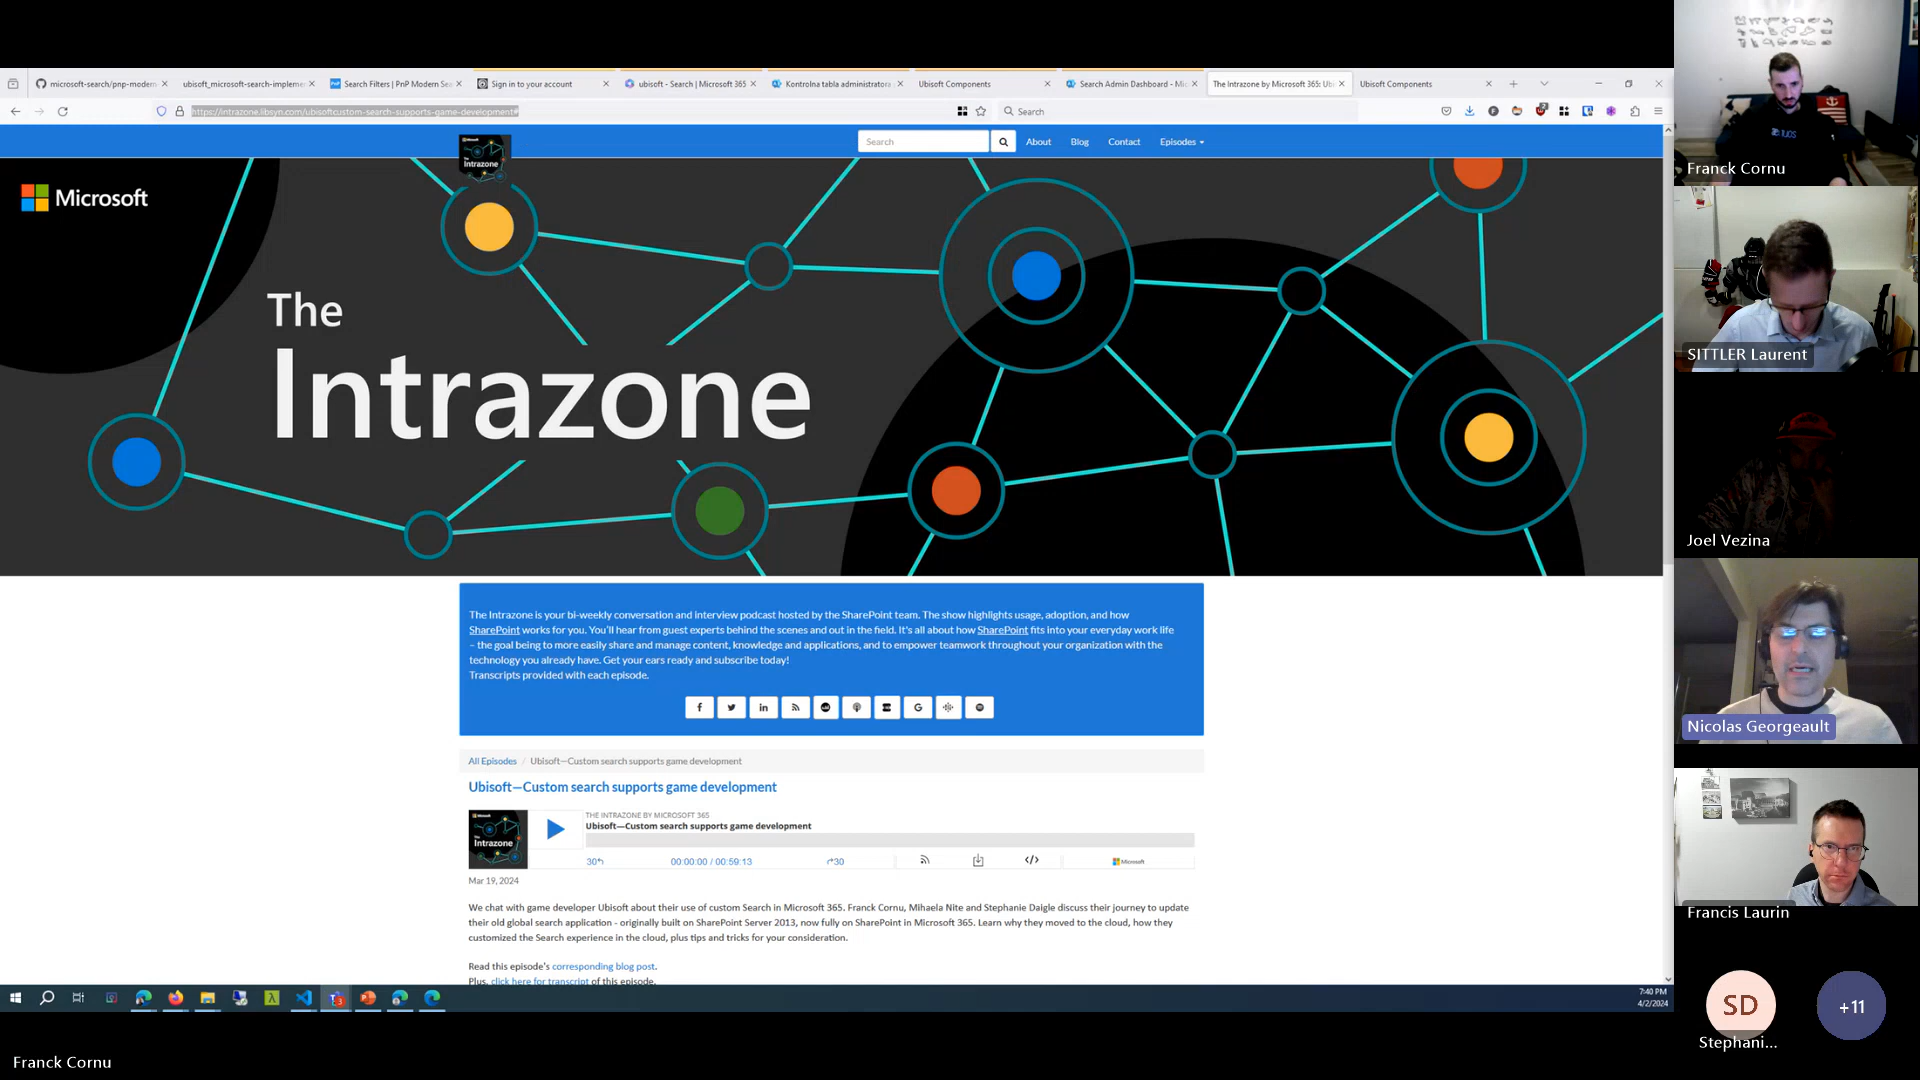 microsoft-search/pnp-modern
ubisoft_microsoft-search-impleme
Search Filters | PnP Modern Sea
Sign in to your account
ubisoft - Search | Microsoft 365
Kontrolna tabla administratora
Ubisoft Components
Search Admin Dashboard - Mic
The Intrazone by Microsoft 365: Ub
Ubisoft Components
https://intrazone.libsyn.com/ubisoftcustom-search-supports-game-development#
Search
Intrazone
Search
About
Blog
Contact
Episodes
Microsoft
The
Intrazone
The Intrazone is your bi-weekly conversation and interview podcast hosted by the SharePoint team. The show highlights usage, adoption, and how
SharePoint works for you. You'll hear from guest experts behind the scenes and out in the field. It's all about how SharePoint fits into your everyday work life
– the goal being to more easily share and manage content, knowledge and applications, and to empower teamwork throughout your organization with the
technology you already have. Get your ears ready and subscribe today!
Transcripts provided with each episode.
All Episodes / Ubisoft—Custom search supports game development
Ubisoft—Custom search supports game development
The
Intrazone
THE INTRAZONE BY MICROSOFT 365
Ubisoft—Custom search supports game development
30
00:00:00 / 00:59:13
30
</>
Microsoft
Mar 19, 2024
We chat with game developer Ubisoft about their use of custom Search in Microsoft 365. Franck Cornu, Mihaela Nite and Stephanie Daigle discuss their journey to update
their old global search application - originally built on SharePoint Server 2013, now fully on SharePoint in Microsoft 365. Learn why they moved to the cloud, how they
customized the Search experience in the cloud, plus tips and tricks for your consideration.
Read this episode's corresponding blog post.
Plus, click here for transcript of this episode.
7:40 PM
4/2/2024
Franck Cornu
Franck Cornu
SITTLER Laurent
Joel Vezina
Nicolas Georgeault
Francis Laurin
SD
Stephani...
+11